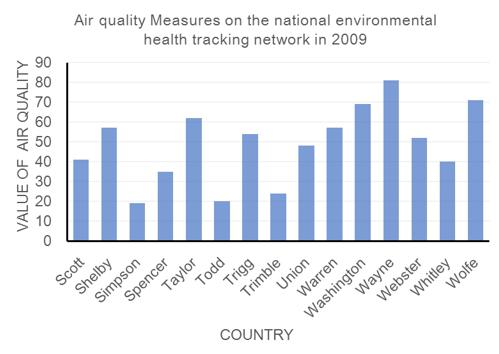 Air quality Measures on the national environmental
health tracking network in 2009
VALUE OF AIR QUALITY
90
80
70
60
50
40
30
20
10
0
Scott
Shelby
Simpson
Spencer
Taylor
Todd
Trigg
Trimble
Union
Warren
Washington
Wayne
Webster
Whitley
Wolfe
COUNTRY